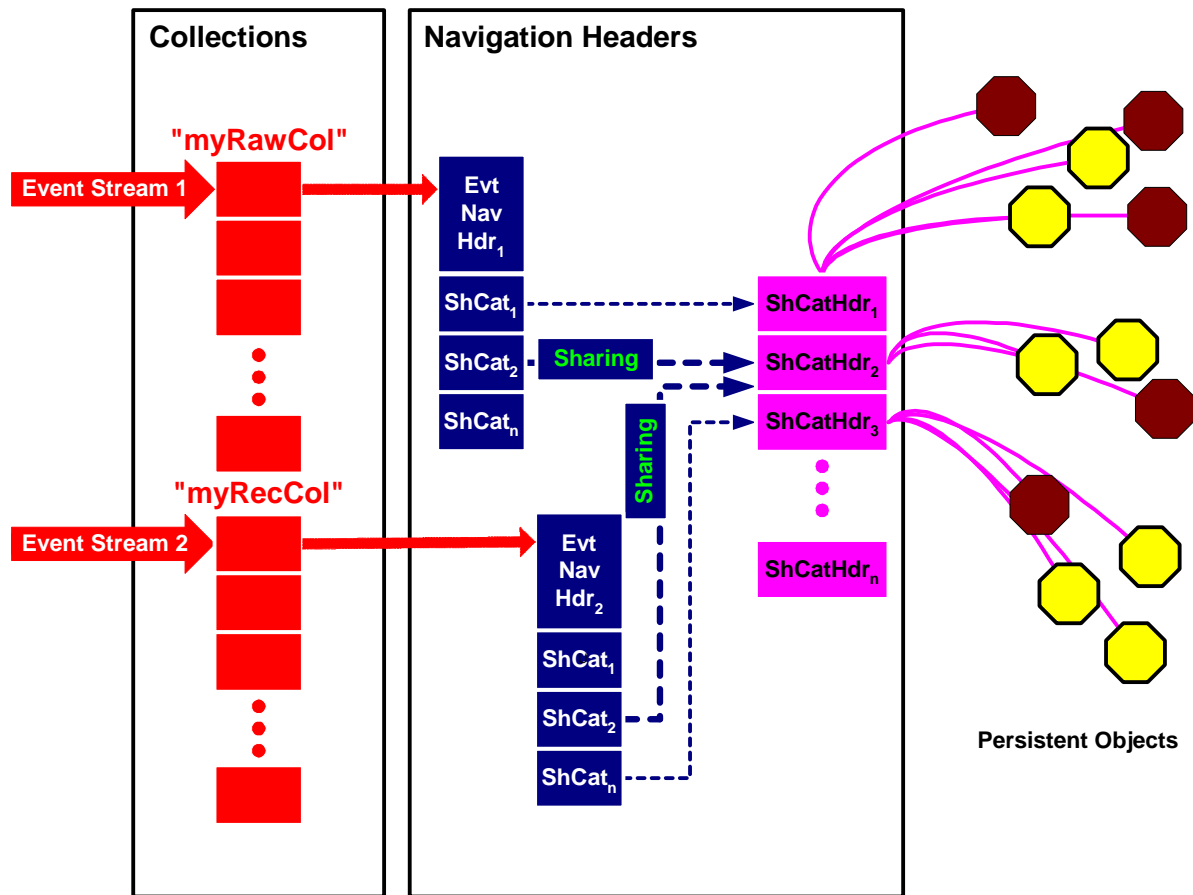 Collections
Navigation Headers
"myRawCol"
Event Stream 1
Evt
Nav
Hdr₁
ShCat₁
ShCat₂
ShCatₙ
Sharing
Sharing
ShCatHdr₁
ShCatHdr₂
ShCatHdr₃
ShCatHdrₙ
"myRecCol"
Event Stream 2
Evt
Nav
Hdr₂
ShCat₁
ShCat₂
ShCatₙ
Persistent Objects